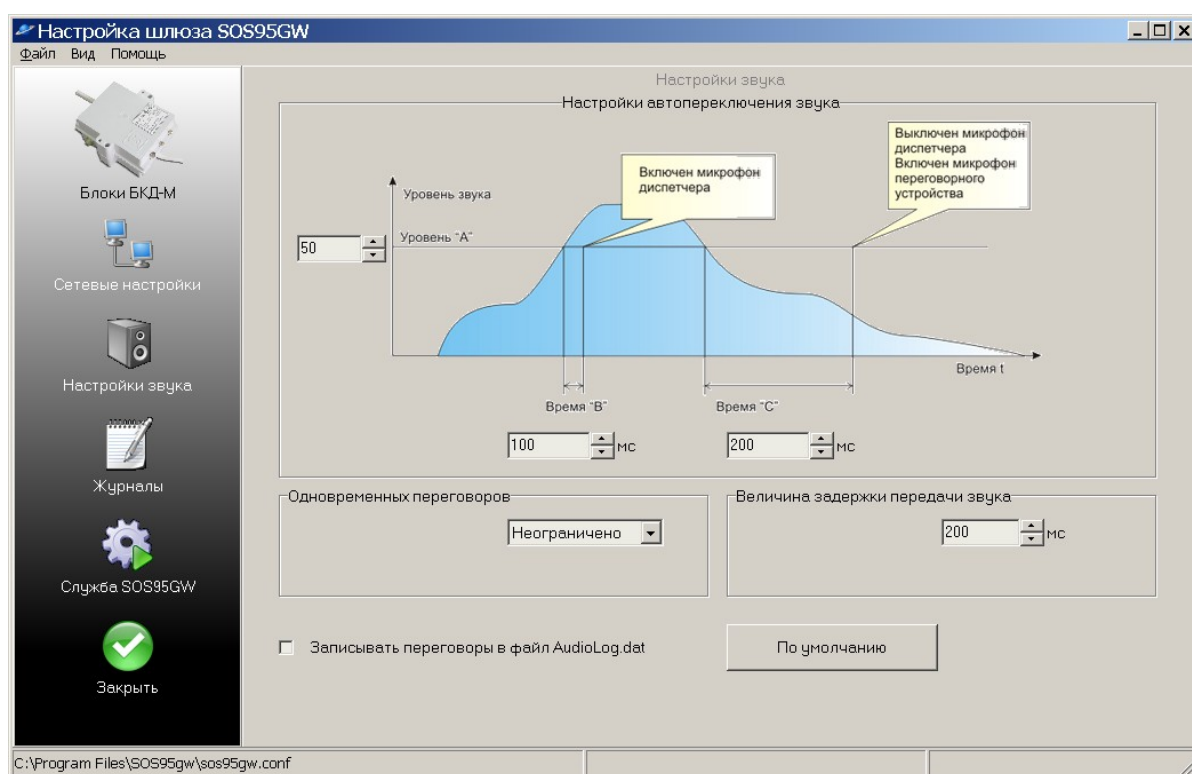 Настройка шлюза SOS95GW
Файл Вид Помощь
Блоки БКД-М
Сетевые настройки
Настройки звука
Журналы
Служба SOS95GW
Закрыть
Настройки звука
Настройки автопереключения звука
Выключен микрофон
диспетчера
Включен микрофон
переговорного
устройства
Включен микрофон
диспетчера
Уровень звука
Уровень "А"
50
Время t
Время "В"
Время "С"
100 мс
200 мс
Одновременных переговоров
Неограничено
Величина задержки передачи звука
200 мс
Записывать переговоры в файл AudioLog.dat
По умолчанию
C:\Program Files\SOS95gw\sos95gw.conf